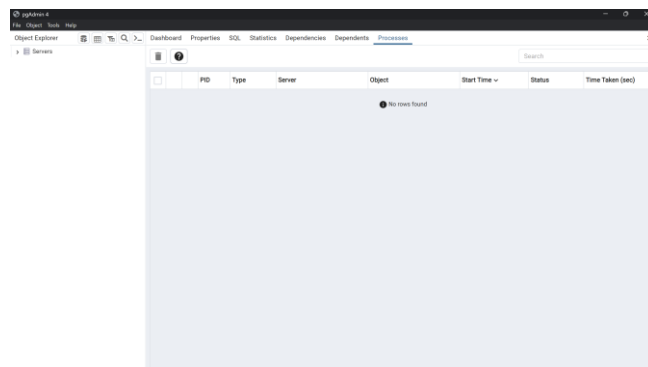 pgAdmin 4
File Object Tools Help
Object Explorer
Dashboard Properties SQL Statistics Dependencies Dependents Processes
Servers
Search
PID Type Server Object Start Time Status Time Taken (sec)
No rows found